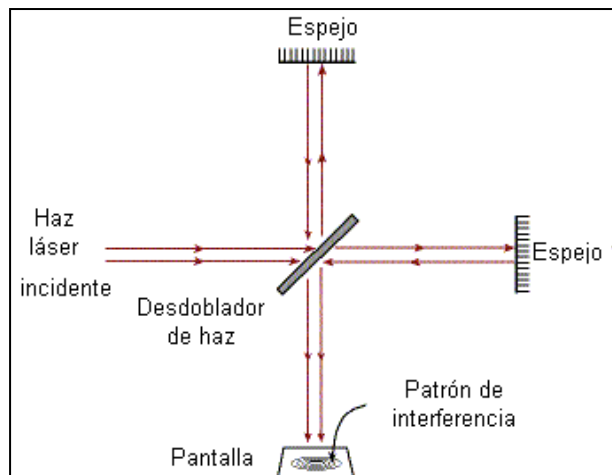 Espejo
Haz
láser
incidente
Espejo
Desdoblador
de haz
Patrón de
interferencia
Pantalla